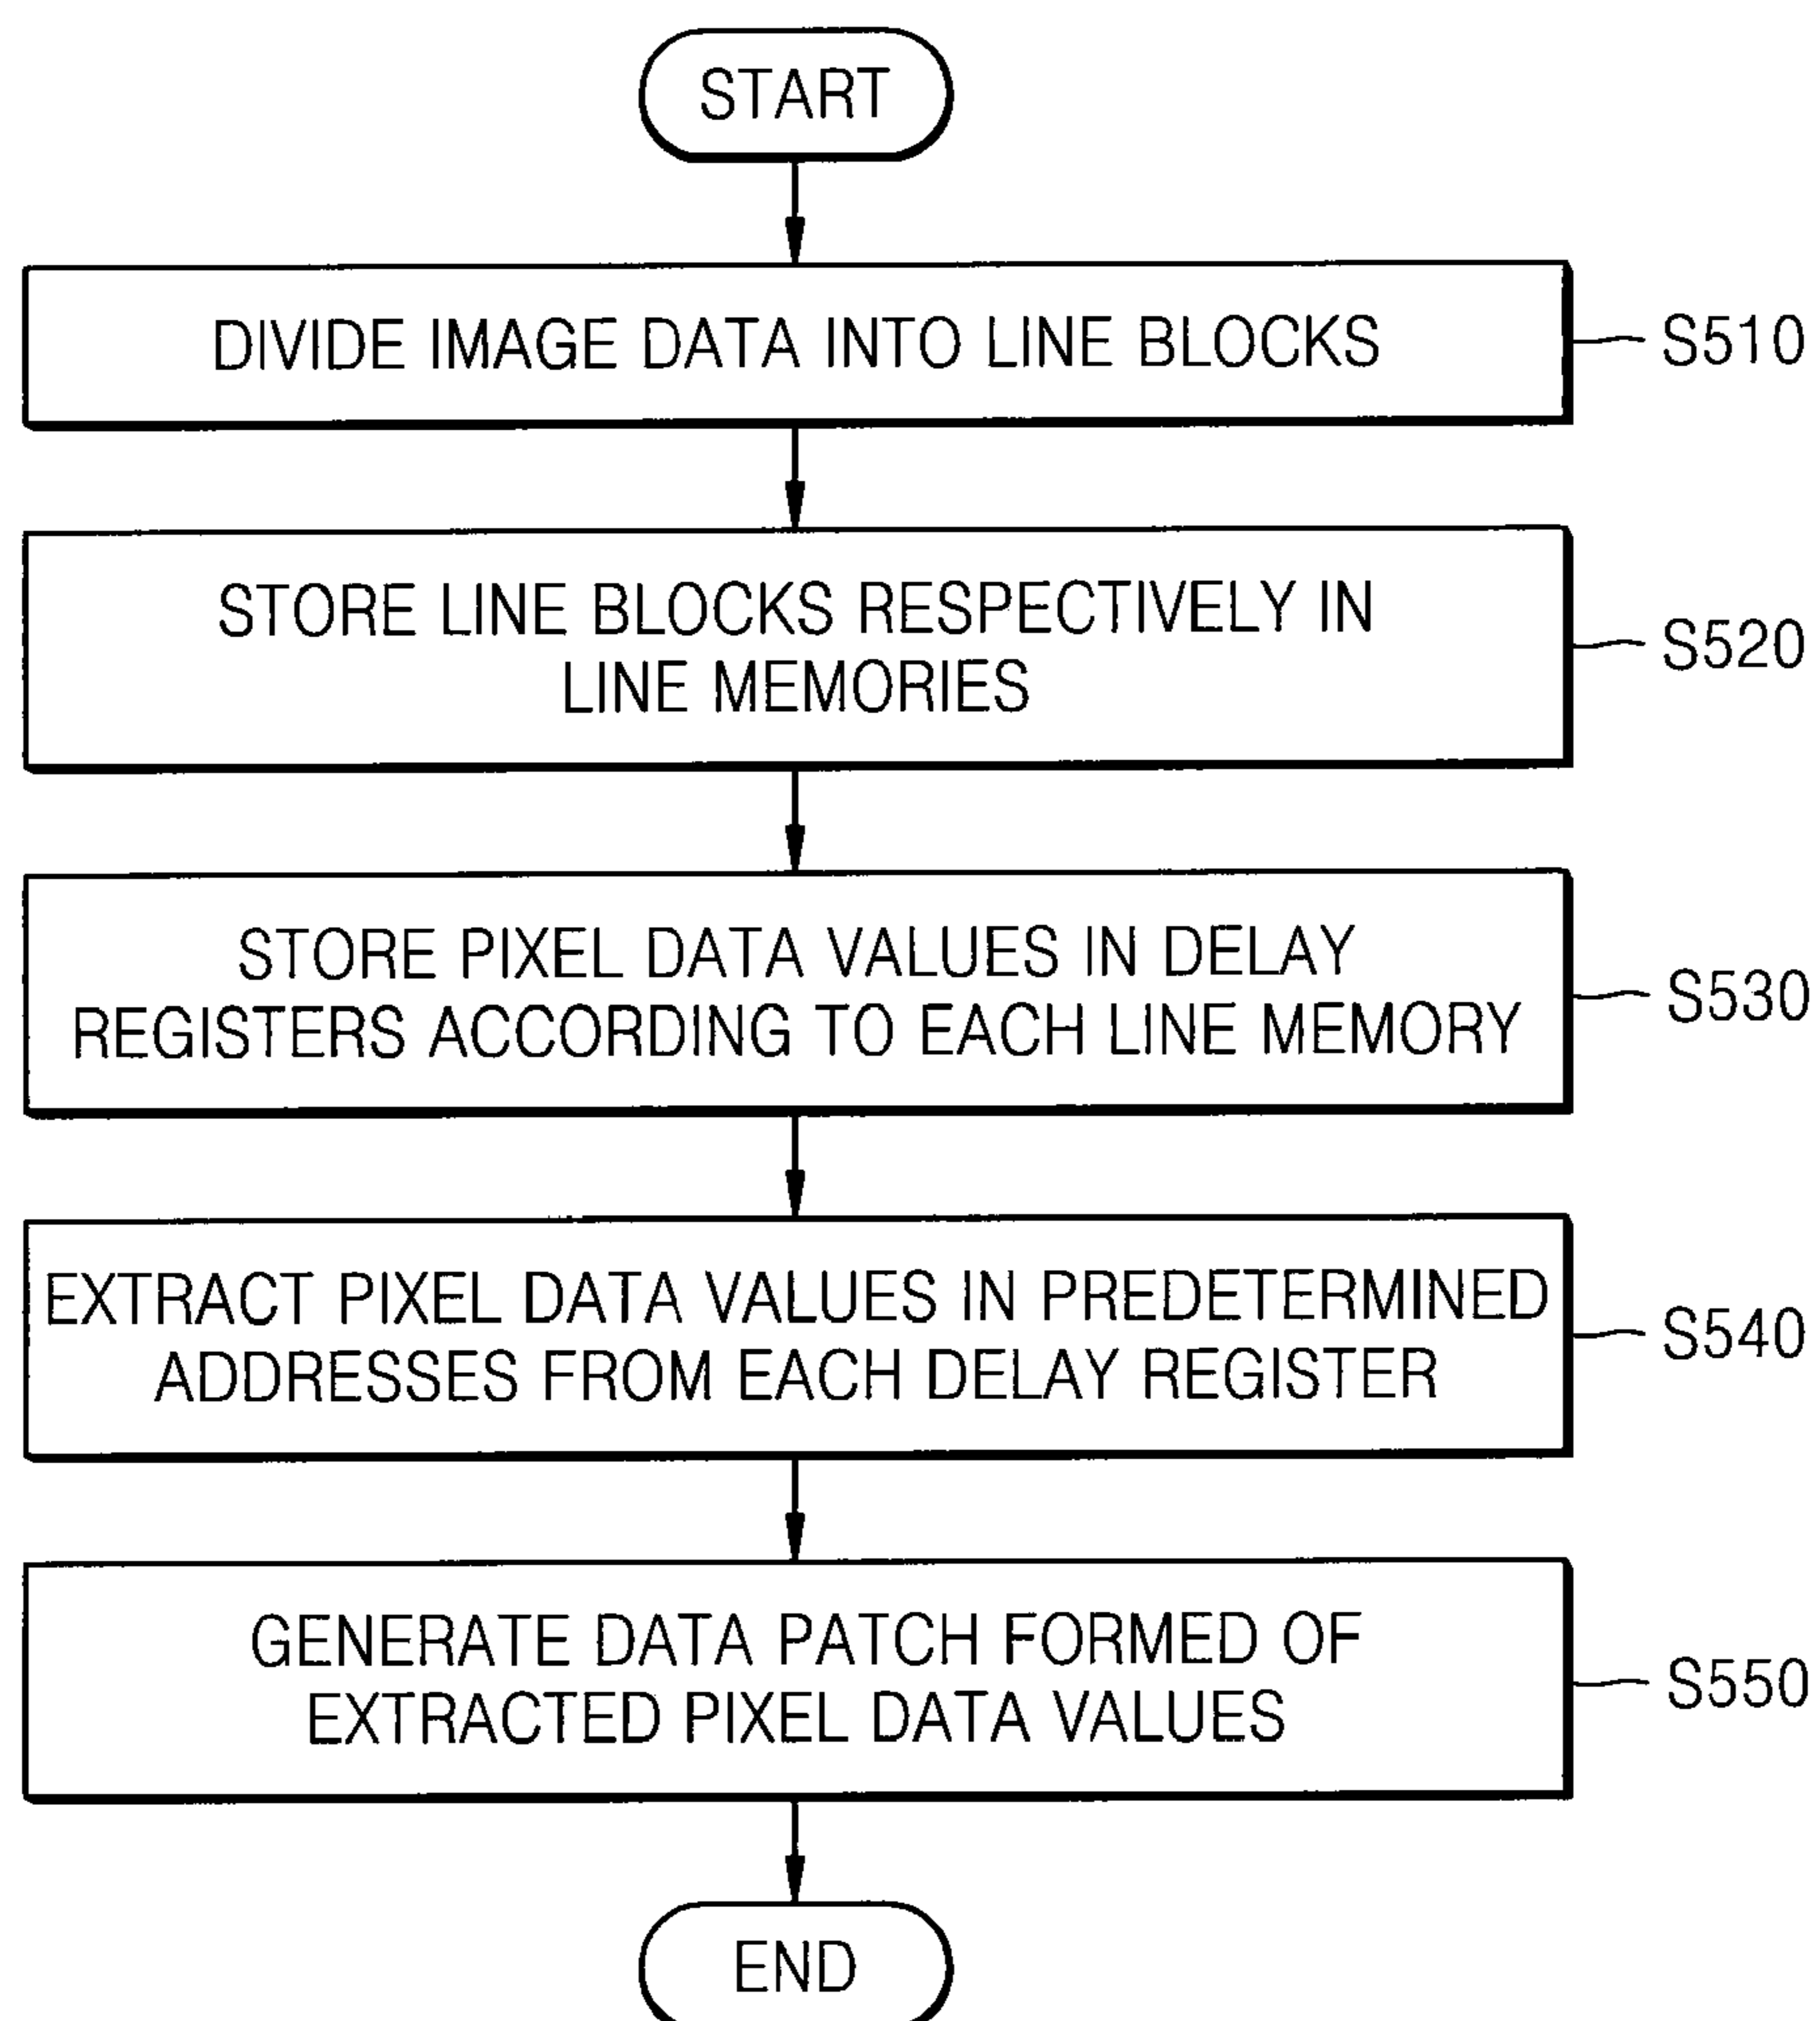 START
DIVIDE IMAGE DATA INTO LINE BLOCKS
S510
STORE LINE BLOCKS RESPECTIVELY IN
LINE MEMORIES
S520
STORE PIXEL DATA VALUES IN DELAY
REGISTERS ACCORDING TO EACH LINE MEMORY
S530
EXTRACT PIXEL DATA VALUES IN PREDETERMINED
ADDRESSES FROM EACH DELAY REGISTER
S540
GENERATE DATA PATCH FORMED OF
EXTRACTED PIXEL DATA VALUES
S550
END